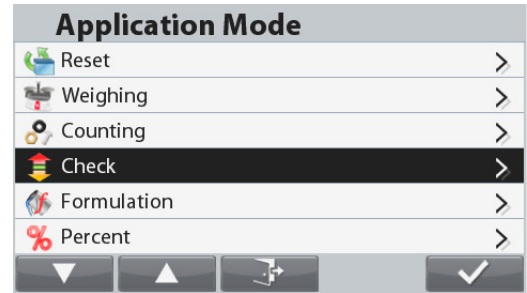 Application Mode
Reset
Weighing
Counting
Check
Formulation
Percent